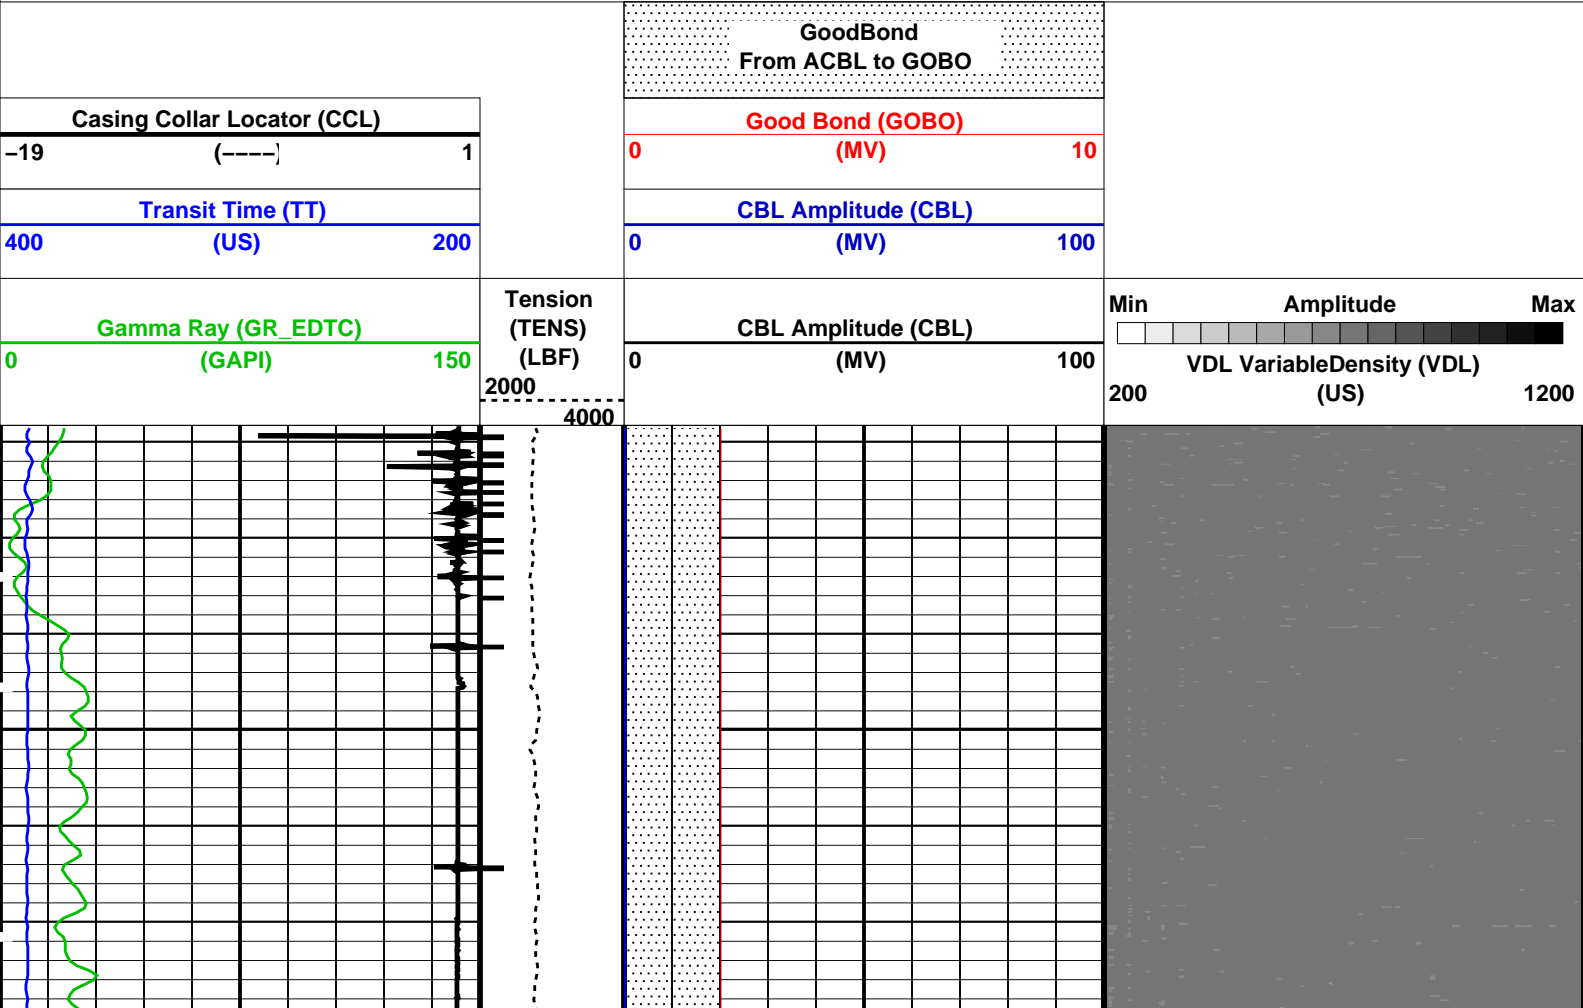 GoodBond
From ACBL to GOBO
Casing Collar Locator (CCL)
−19 (−−−−) 1
Good Bond (GOBO)
0 (MV) 10
Transit Time (TT)
400 (US) 200
CBL Amplitude (CBL)
0 (MV) 100
Gamma Ray (GR_EDTC)
0 (GAPI) 150
Tension
(TENS)
(LBF)
2000
4000
CBL Amplitude (CBL)
0 (MV) 100
Min Amplitude Max
VDL VariableDensity (VDL)
200 (US) 1200